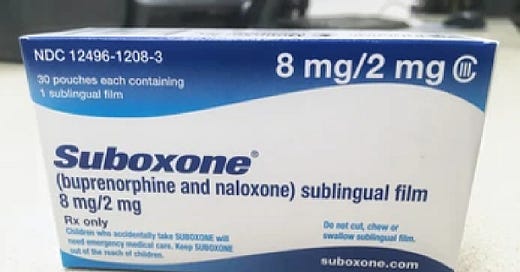 NDC 12496-1208-3
30 pouches each containing
1 sublingual film
8 mg/2 mg CIII
Suboxone®
(buprenorphine and naloxone) sublingual film
8 mg/2 mg
Rx only
Children who accidentally take SUBOXONE will
need emergency medical care. Keep SUBOXONE
out of the reach of children.
Do not cut, chew or
swallow sublingual film.
suboxone.com